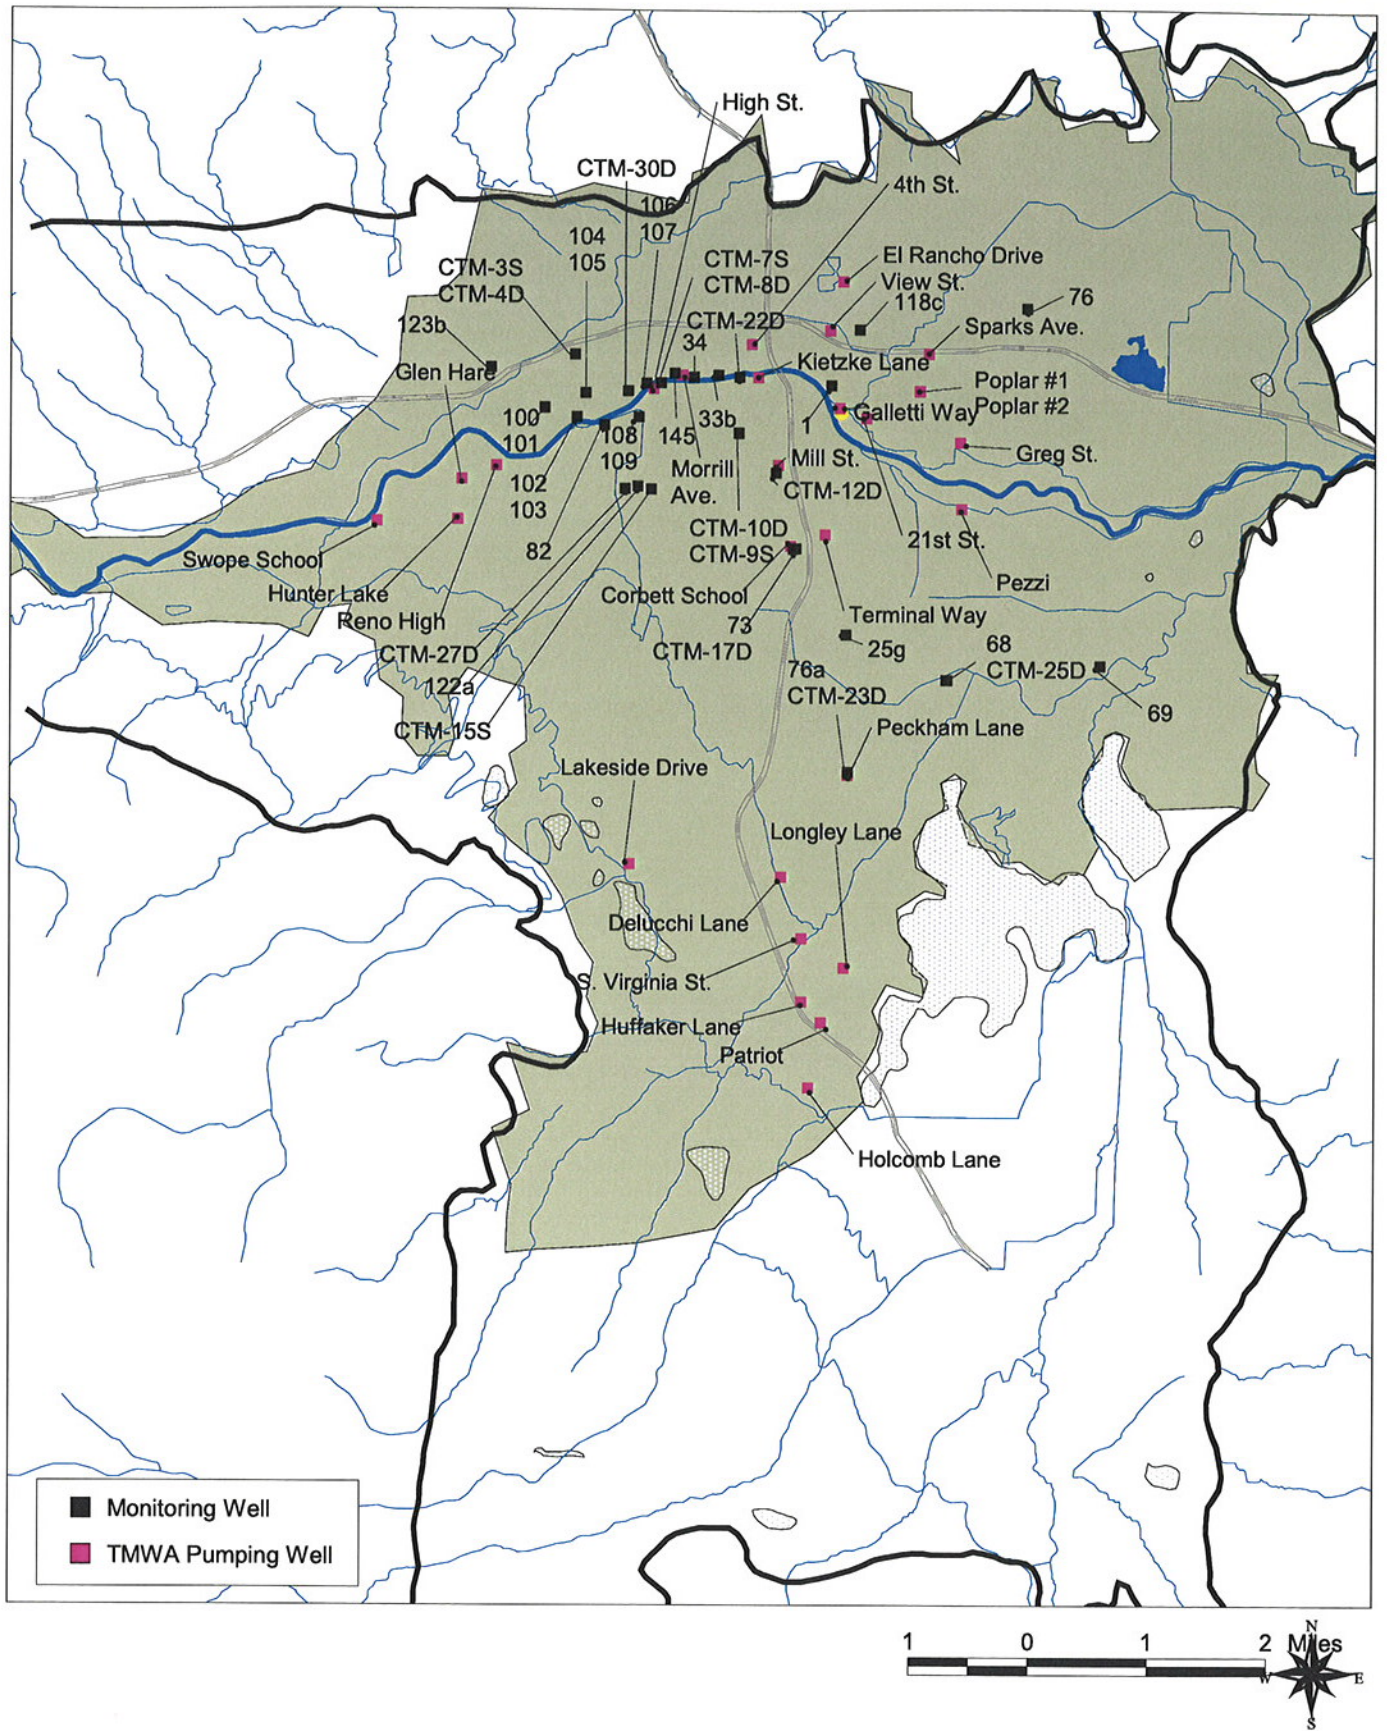 High St.
CTM-30D
4th St.
106
107
104
105
CTM-7S
CTM-8D
El Rancho Drive
CTM-3S
CTM-4D
View St.
118c
76
CTM-22D
123b
Sparks Ave.
34
Kietzke Lane
Glen Hare
Poplar #1
Poplar #2
Galletti Way
100
101
108
109
145
33b
1
Morrill
Ave.
Mill St.
Greg St.
102
103
CTM-12D
82
CTM-10D
CTM-9S
21st St.
Swope School
Pezzi
Hunter Lake
Corbett School
Reno High
Terminal Way
73
CTM-17D
25g
68
CTM-25D
CTM-27D
122a
76a
CTM-23D
69
CTM-15S
Peckham Lane
Lakeside Drive
Longley Lane
Delucchi Lane
S. Virginia St.
Huffaker Lane
Patriot
Holcomb Lane
Monitoring Well
TMWA Pumping Well
1 0 1 2 Miles
N
W E
S